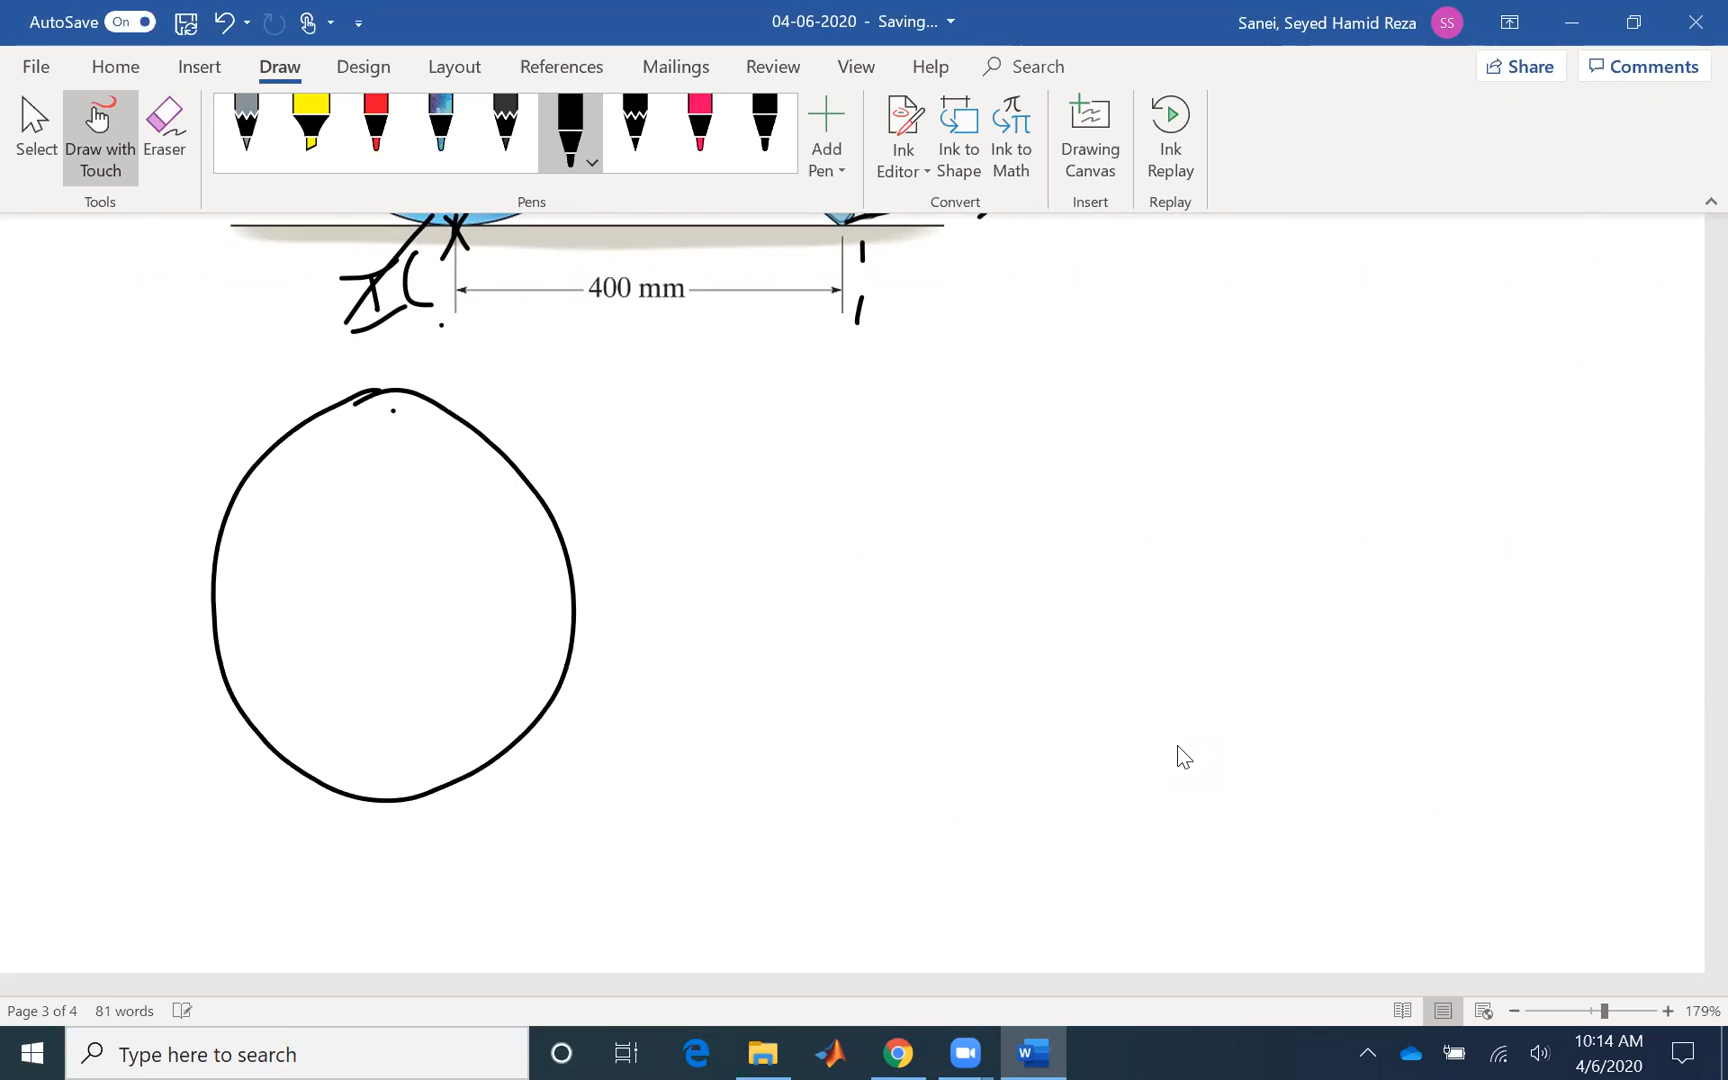 AutoSave On 04-06-2020 - Saving... Sanei, Seyed Hamid Reza SS
File Home Insert Draw Design Layout References Mailings Review View Help Search Share Comments
Select
Draw with
Touch
Eraser
Add
Pen
Ink
Editor
Ink to
Shape
Ink to
Math
Drawing
Canvas
Ink
Replay
Tools Pens Convert Insert Replay
IC
400 mm
Page 3 of 4 81 words 179%
Type here to search
10:14 AM
4/6/2020